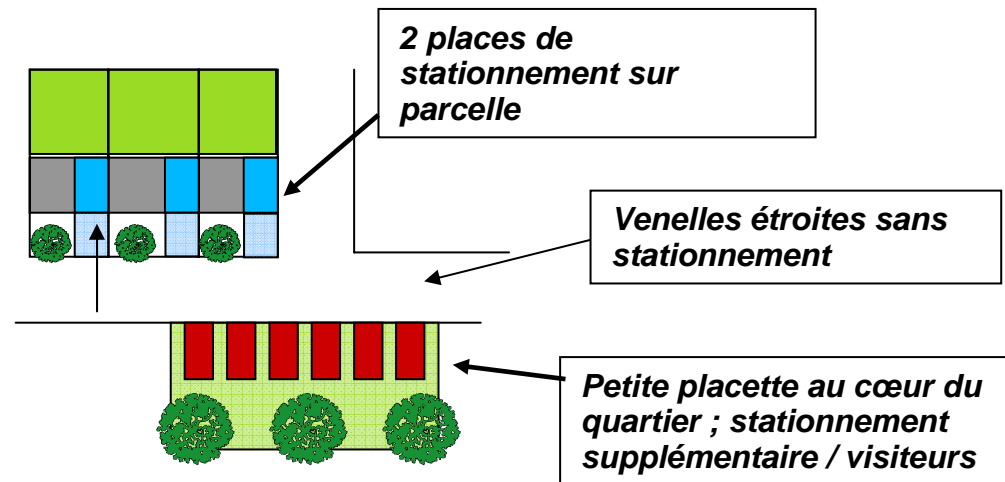 2 places de
stationnement sur
parcelle
Venelles étroites sans
stationnement
Petite placette au cœur du
quartier ; stationnement
supplémentaire / visiteurs